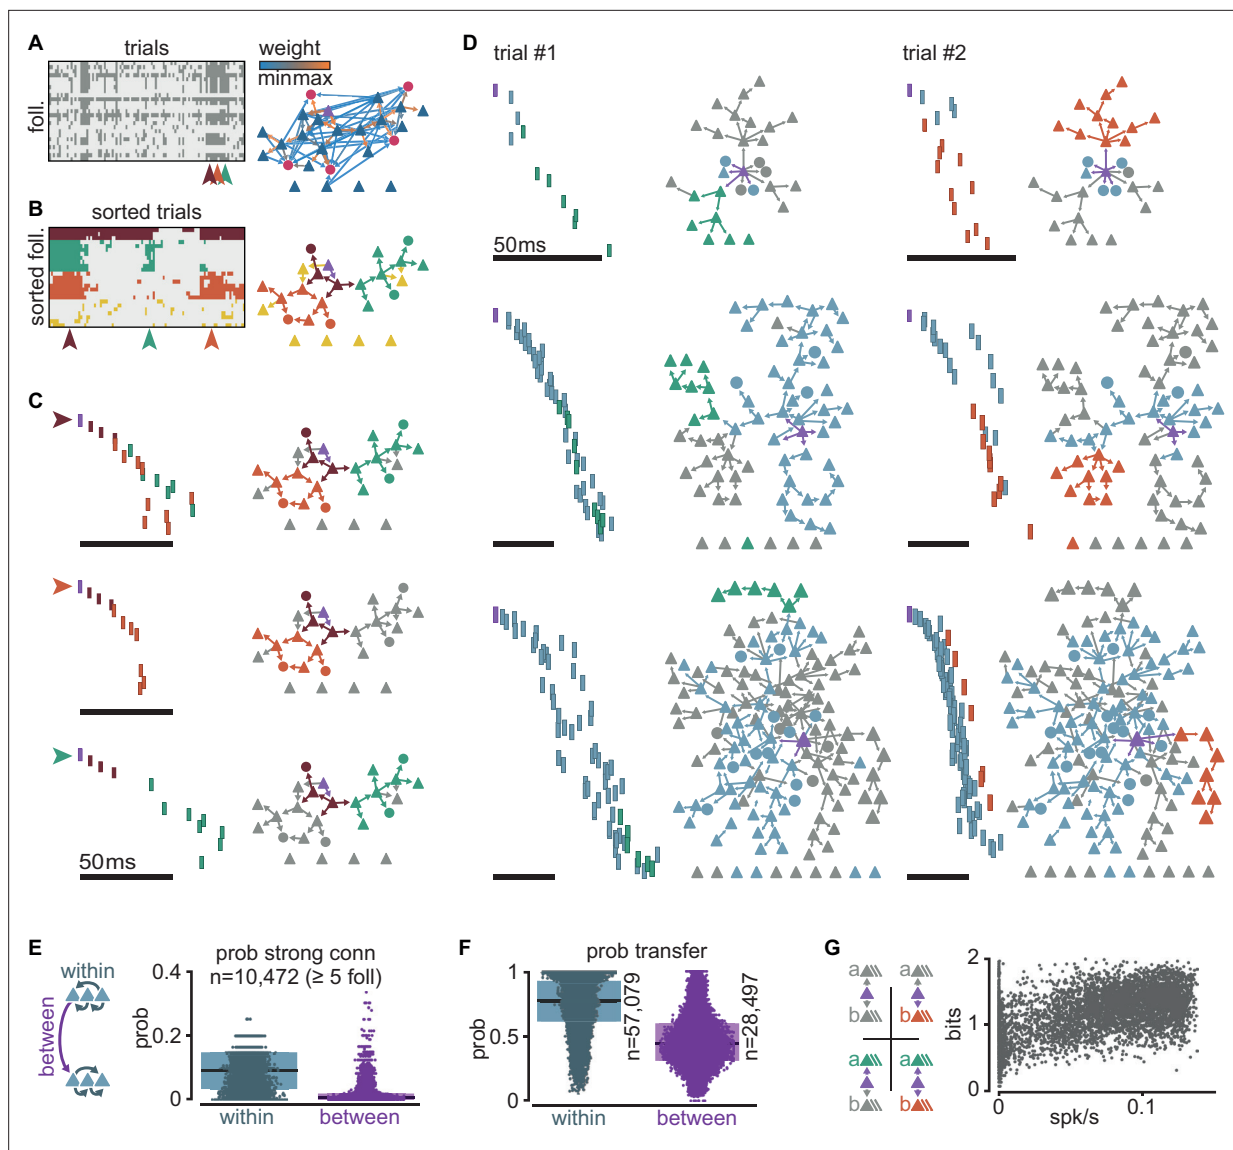 A
trials
weight
minmax
foll.
B
sorted trials
sorted foll.
C
50ms
D
trial #1
trial #2
50ms
E
within
between
prob strong conn
n=10,472 (≥ 5 foll)
0.4
0.2
0
prob
within
between
F
prob transfer
1
0.5
0
prob
n=57,079
n=28,497
within
between
G
a
a
b
b
a
a
b
b
2
1
0
bits
0
0.1
spk/s